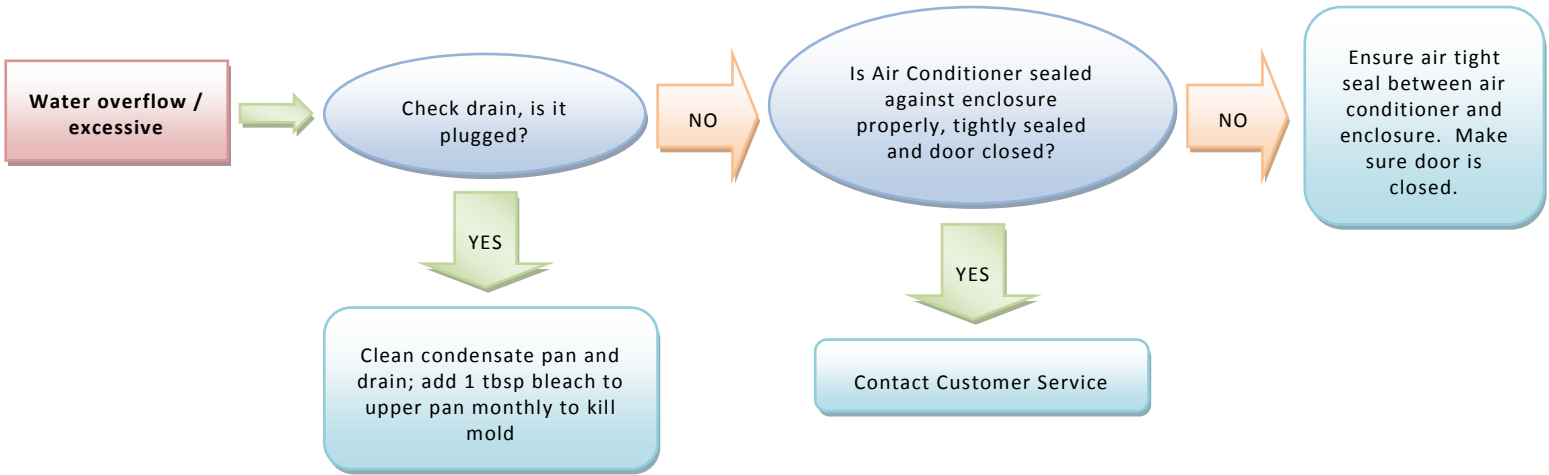 Water overflow /
excessive
Check drain, is it
plugged?
NO
Is Air Conditioner sealed
against enclosure
properly, tightly sealed
and door closed?
NO
Ensure air tight
seal between air
conditioner and
enclosure.  Make
sure door is
closed.
YES
Clean condensate pan and
drain; add 1 tbsp bleach to
upper pan monthly to kill
mold
YES
Contact Customer Service